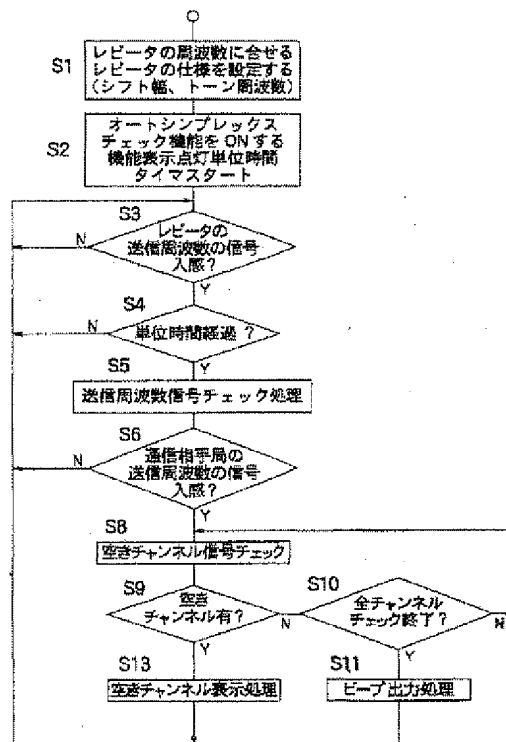 S1
レピータの周波数に合せる
レピータの仕様を設定する
(シフト幅、トーン周波数)
S2
オートシンプレックス
チェック機能をONする
機能表示点灯単位時間
タイマスタート
S3
レピータの
送信周波数の信号
入感?
N
Y
S4
単位時間経過 ?
N
Y
S5
送信周波数信号チェック処理
S6
通信相手局の
送信周波数の信号
入感?
N
Y
S8
空きチャンネル信号チェック
S9
空き
チャンネル有?
N
Y
S10
全チャンネル
チェック終了?
N
Y
S13
空きチャンネル表示処理
S11
ビープ出力処理